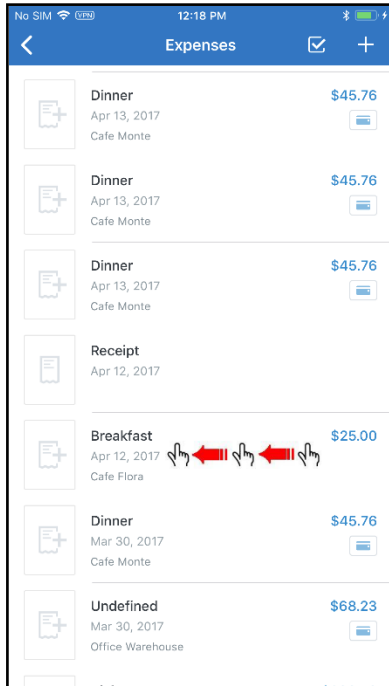 No SIM VPN 12:18 PM
Expenses
Dinner $45.76
Apr 13, 2017
Cafe Monte
Dinner $45.76
Apr 13, 2017
Cafe Monte
Dinner $45.76
Apr 13, 2017
Cafe Monte
Receipt
Apr 12, 2017
Breakfast $25.00
Apr 12, 2017
Cafe Flora
Dinner $45.76
Mar 30, 2017
Cafe Monte
Undefined $68.23
Mar 30, 2017
Office Warehouse